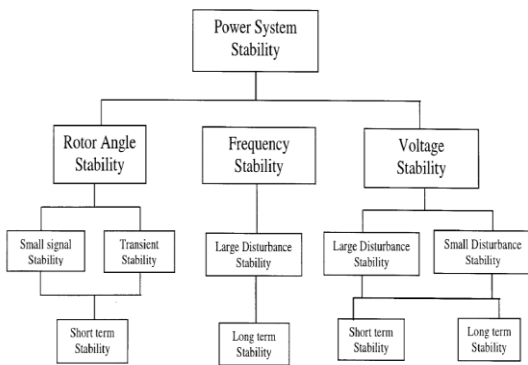 Power System
Stability
Rotor Angle
Stability
Frequency
Stability
Voltage
Stability
Small signal
Stability
Transient
Stability
Large Disturbance
Stability
Large Disturbance
Stability
Small Disturbance
Stability
Short term
Stability
Long term
Stability
Short term
Stability
Long term
Stability